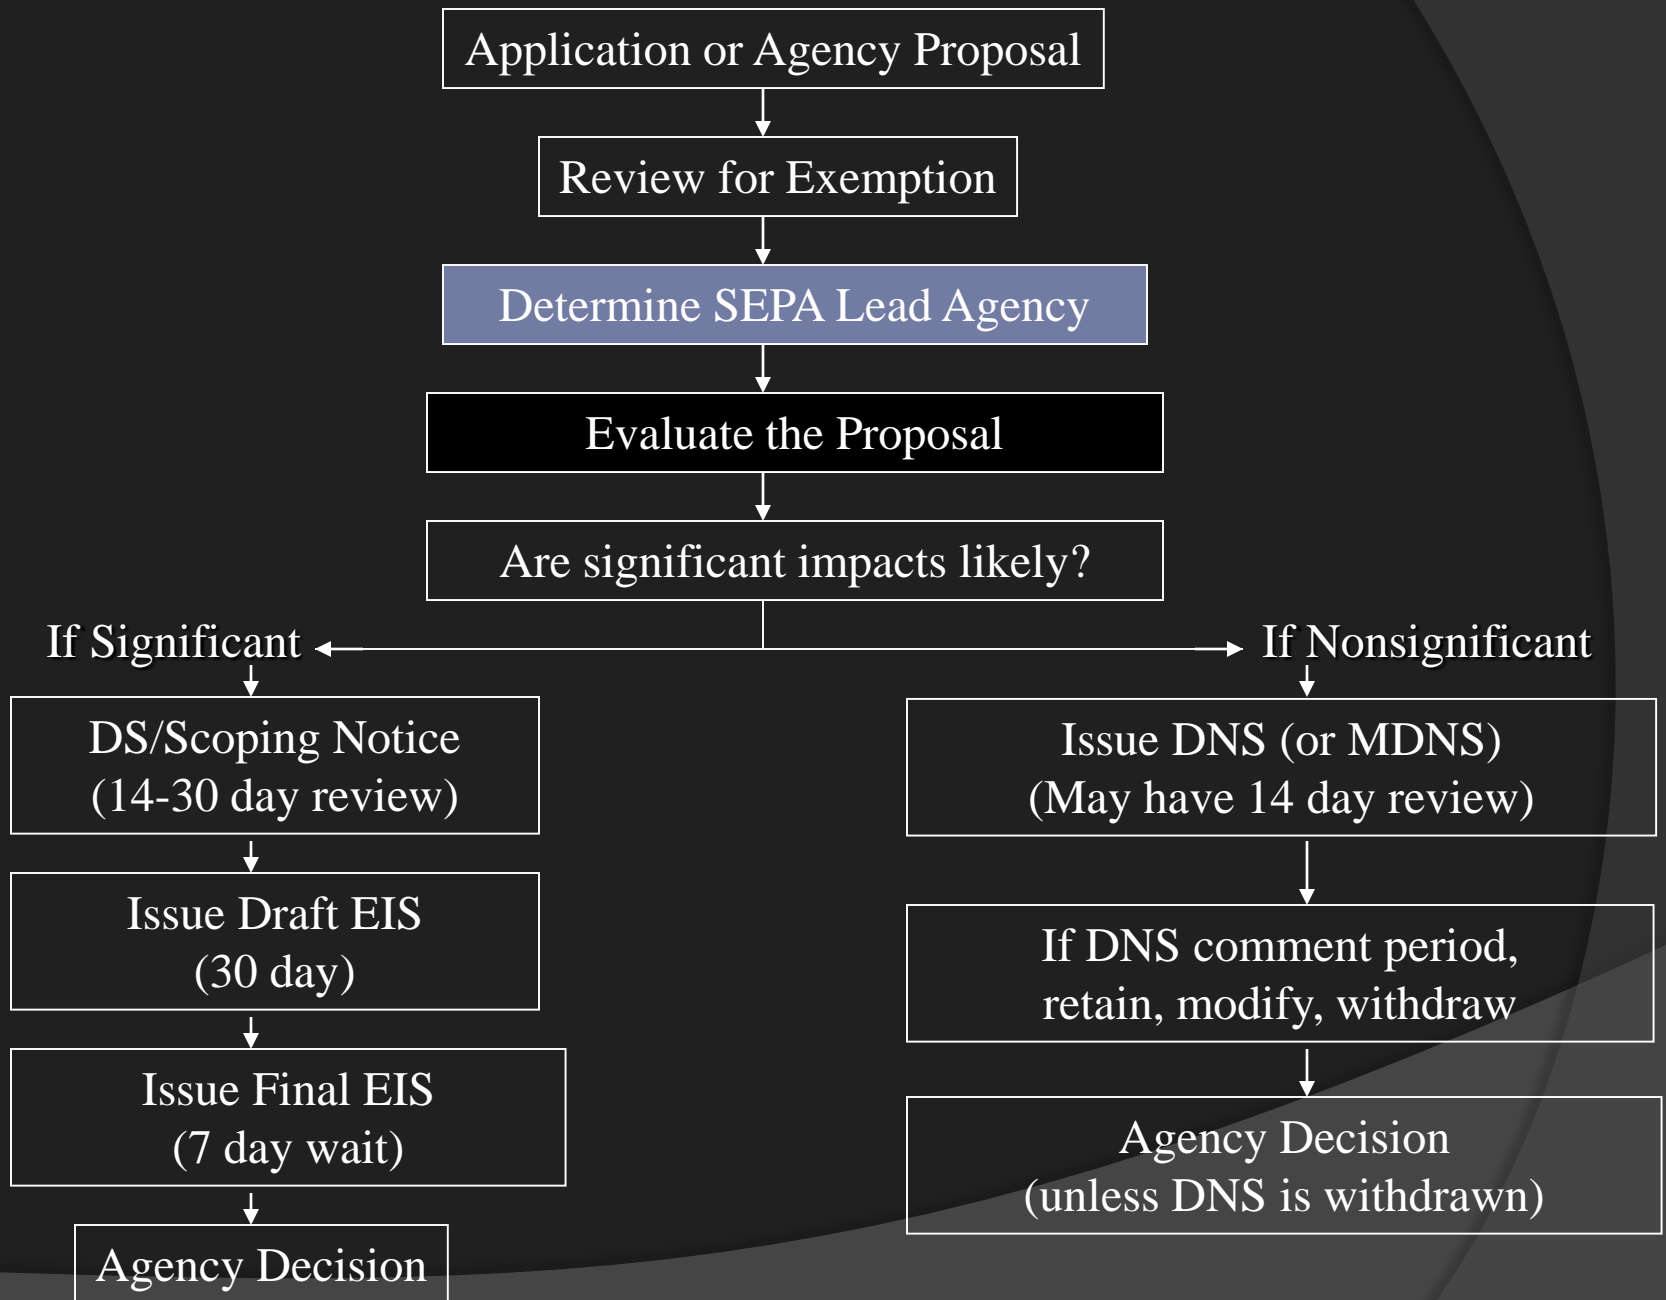 Application or Agency Proposal
Review for Exemption
Determine SEPA Lead Agency
Evaluate the Proposal
Are significant impacts likely?
If Significant
If Nonsignificant
DS/Scoping Notice
(14-30 day review)
Issue Draft EIS
(30 day)
Issue Final EIS
(7 day wait)
Agency Decision
Issue DNS (or MDNS)
(May have 14 day review)
If DNS comment period,
retain, modify, withdraw
Agency Decision
(unless DNS is withdrawn)